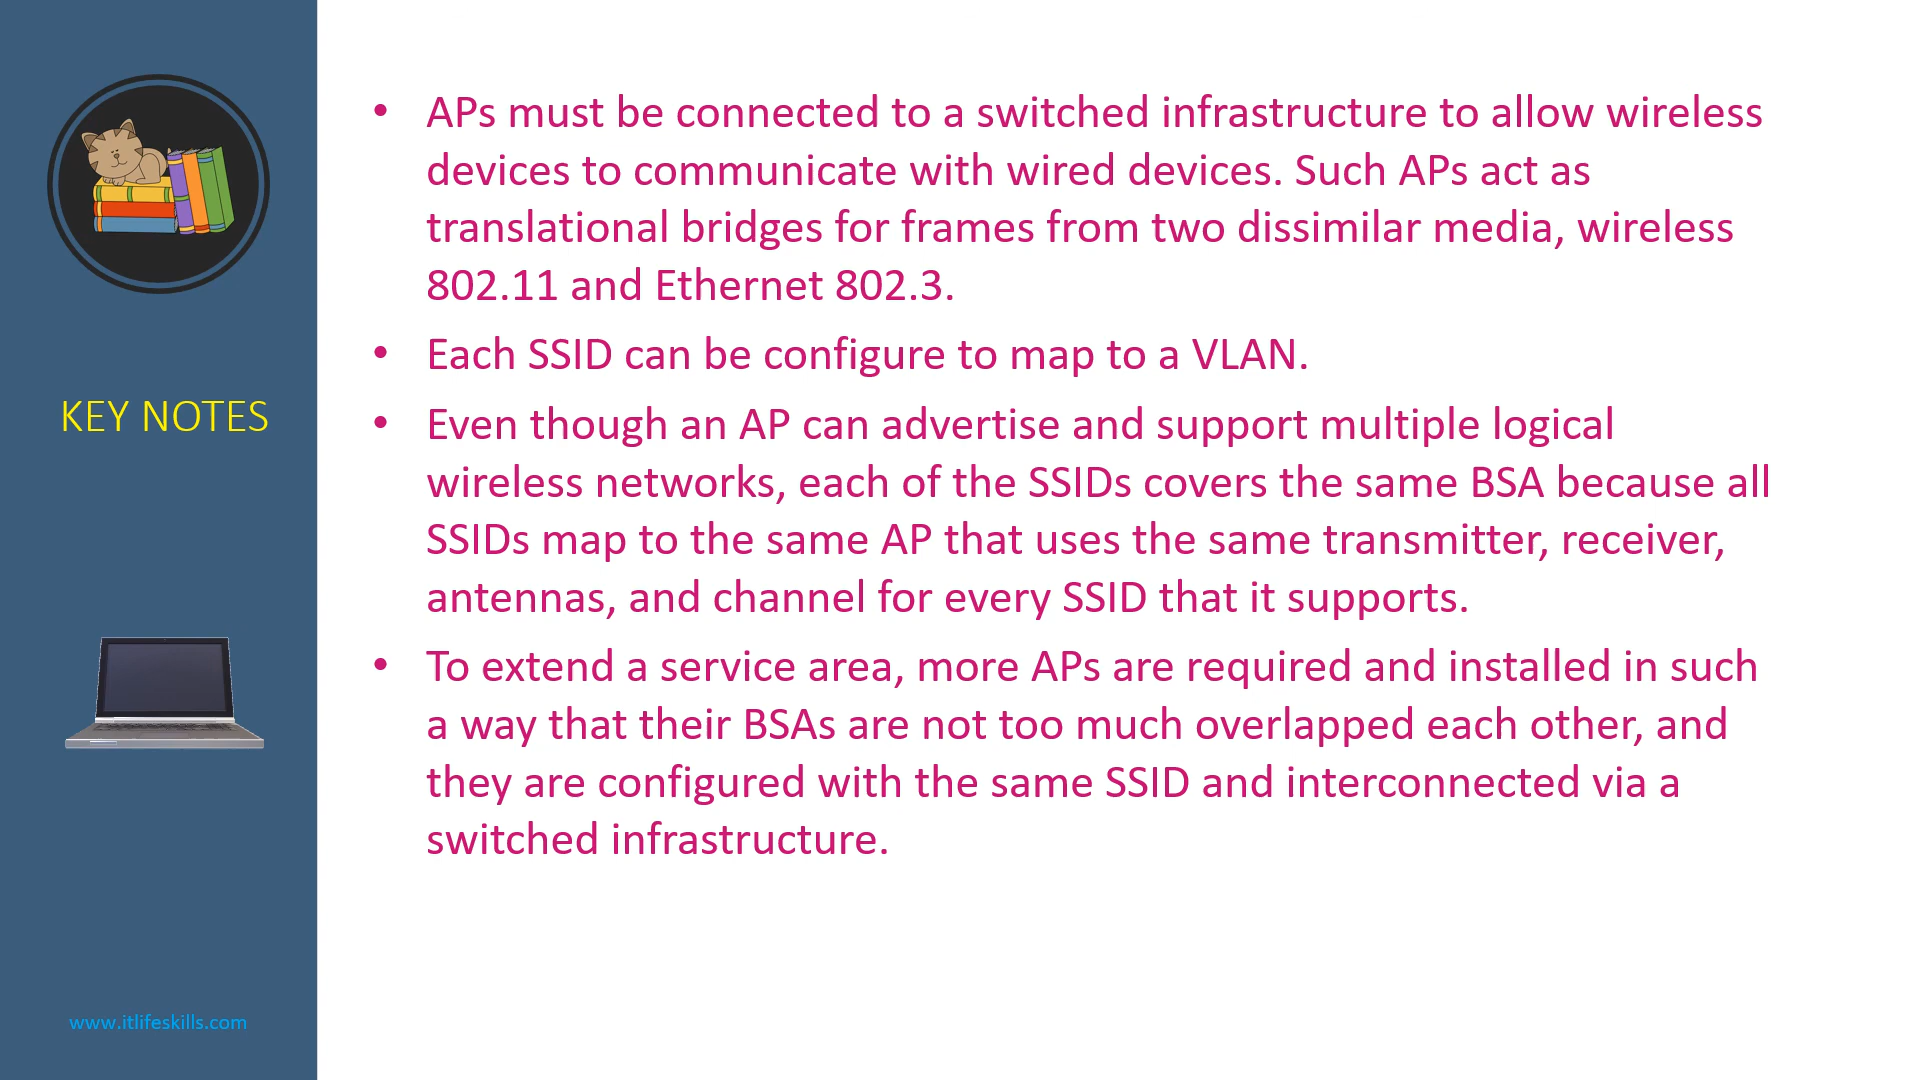 KEY NOTES
www.itlifeskills.com
• APs must be connected to a switched infrastructure to allow wireless
devices to communicate with wired devices. Such APs act as
translational bridges for frames from two dissimilar media, wireless
802.11 and Ethernet 802.3.
• Each SSID can be configure to map to a VLAN.
• Even though an AP can advertise and support multiple logical
wireless networks, each of the SSIDs covers the same BSA because all
SSIDs map to the same AP that uses the same transmitter, receiver,
antennas, and channel for every SSID that it supports.
• To extend a service area, more APs are required and installed in such
a way that their BSAs are not too much overlapped each other, and
they are configured with the same SSID and interconnected via a
switched infrastructure.